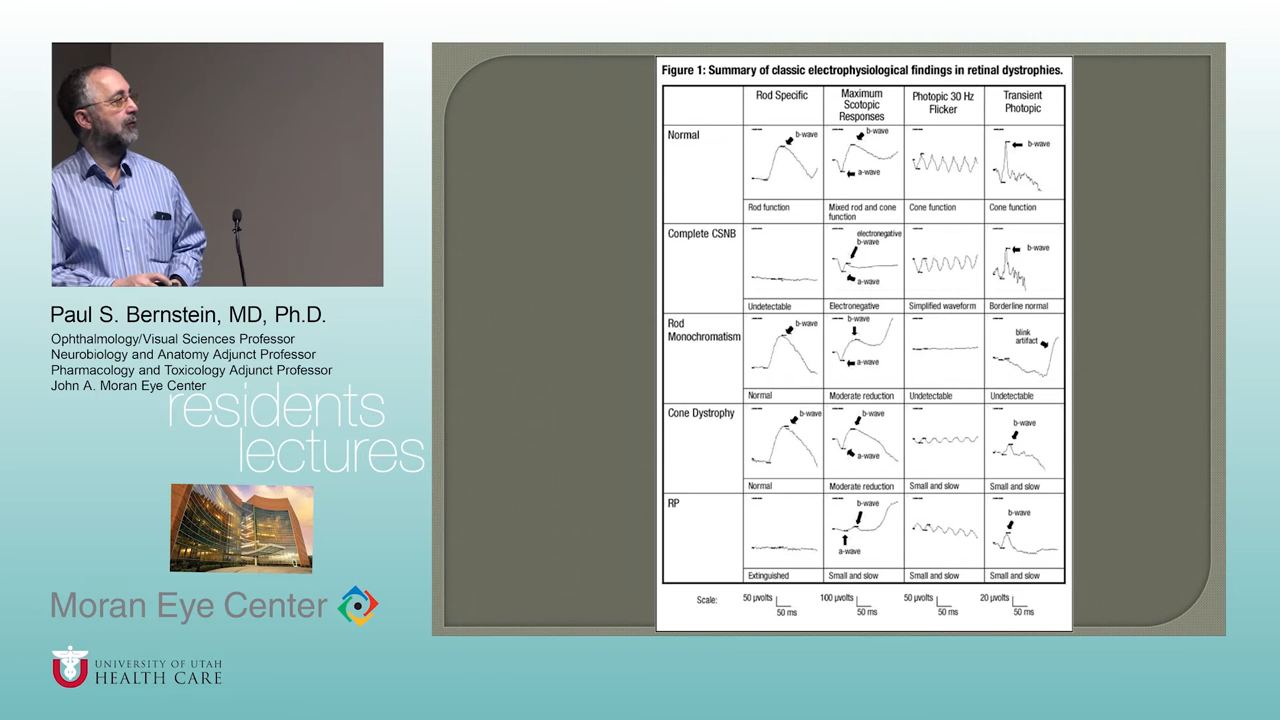 Paul S. Bernstein, MD, Ph.D.
Ophthalmology/Visual Sciences Professor
Neurobiology and Anatomy Adjunct Professor
Pharmacology and Toxicology Adjunct Professor
John A. Moran Eye Center
residents
lectures
Moran Eye Center
UNIVERSITY OF UTAH
HEALTH CARE
Figure 1: Summary of classic electrophysiological findings in retinal dystrophies.
Rod Specific
Maximum
Scotopic
Responses
Photopic 30 Hz
Flicker
Transient
Photopic
Normal
b-wave
b-wave
a-wave
b-wave
Rod function
Mixed rod and cone
function
Cone function
Cone function
Complete CSNB
electronegative
b-wave
a-wave
b-wave
Undetectable
Electronegative
Simplified waveform
Borderline normal
Rod
Monochromatism
b-wave
b-wave
a-wave
blink
artifact
Normal
Moderate reduction
Undetectable
Undetectable
Cone Dystrophy
b-wave
b-wave
a-wave
b-wave
Normal
Moderate reduction
Small and slow
Small and slow
RP
b-wave
a-wave
b-wave
Extinguished
Small and slow
Small and slow
Small and slow
Scale:
50 µvolts
50 ms
100 µvolts
50 ms
50 µvolts
50 ms
20 µvolts
50 ms